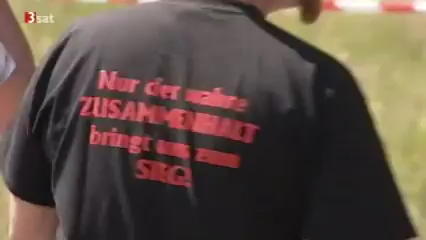 3sat
Nur der wahre
ZUSAMMENHALT
bringt uns zum
SIEG!